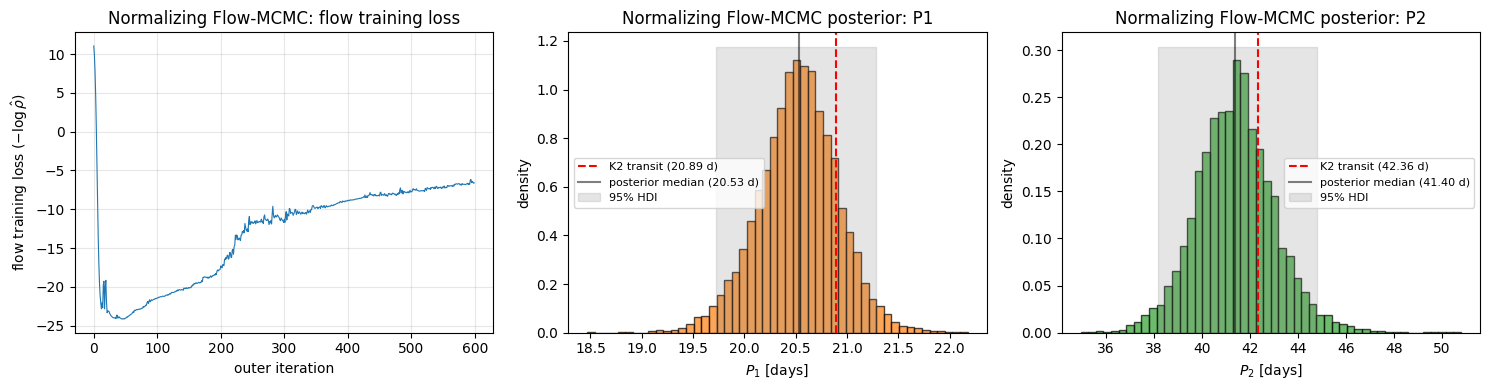 Normalizing Flow-MCMC: flow training loss
flow training loss (−log ρ̂)
10
5
0
−5
−10
−15
−20
−25
0 100 200 300 400 500 600
outer iteration
Normalizing Flow-MCMC posterior: P1
density
1.2
1.0
0.8
0.6
0.4
0.2
0.0
K2 transit (20.89 d)
posterior median (20.53 d)
95% HDI
18.5 19.0 19.5 20.0 20.5 21.0 21.5 22.0
P₁ [days]
Normalizing Flow-MCMC posterior: P2
density
0.30
0.25
0.20
0.15
0.10
0.05
0.00
K2 transit (42.36 d)
posterior median (41.40 d)
95% HDI
36 38 40 42 44 46 48 50
P₂ [days]